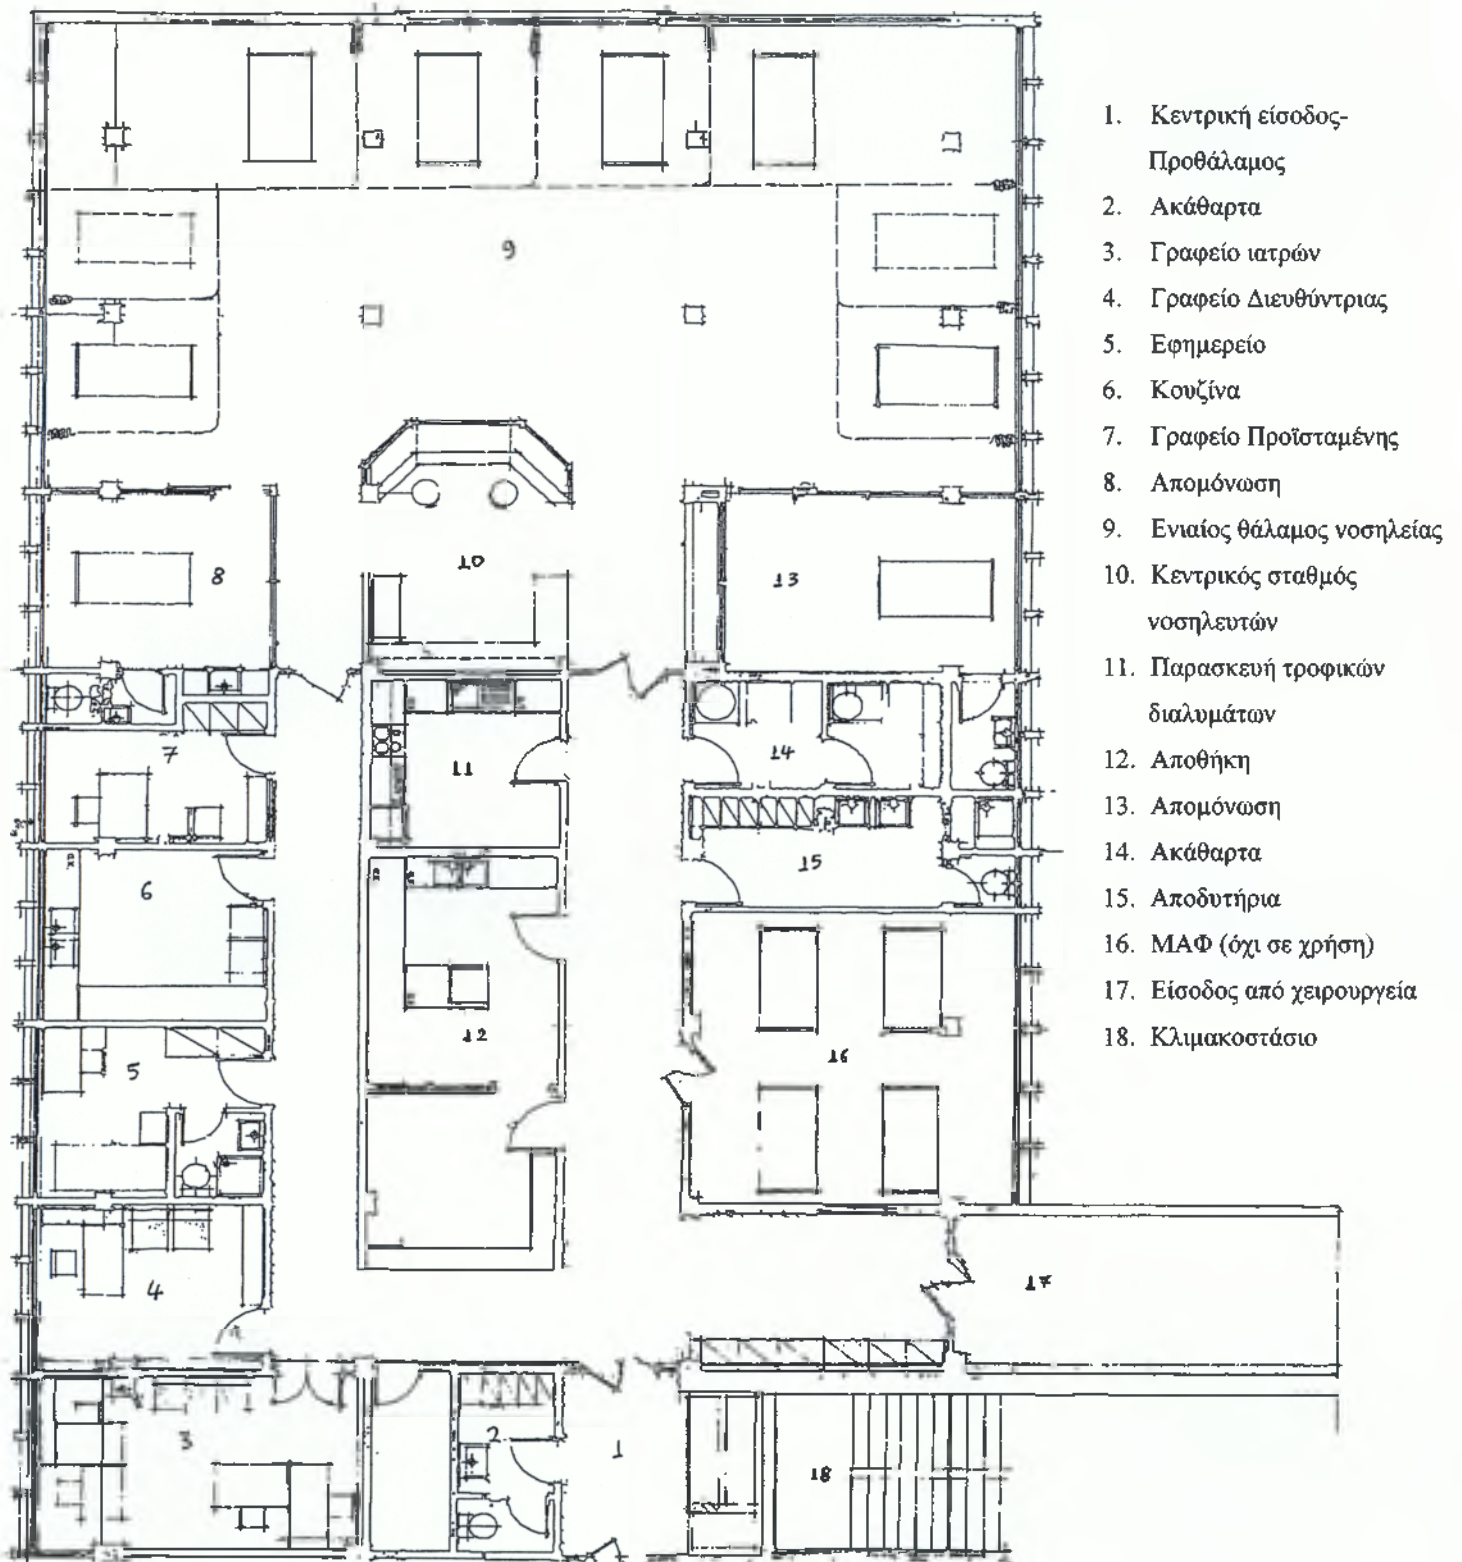 1. Κεντρική είσοδος-
Προθάλαμος
2. Ακάθαρτα
3. Γραφείο ιατρών
4. Γραφείο Διευθύντριας
5. Εφημερείο
6. Κουζίνα
7. Γραφείο Προϊσταμένης
8. Απομόνωση
9. Ενιαίος θάλαμος νοσηλείας
10. Κεντρικός σταθμός
νοσηλευτών
11. Παρασκευή τροφικών
διαλυμάτων
12. Αποθήκη
13. Απομόνωση
14. Ακάθαρτα
15. Αποδυτήρια
16. ΜΑΦ (όχι σε χρήση)
17. Είσοδος από χειρουργεία
18. Κλιμακοστάσιο
9
10
8
13
7
11
14
15
6
12
16
5
4
17
3
2
1
18